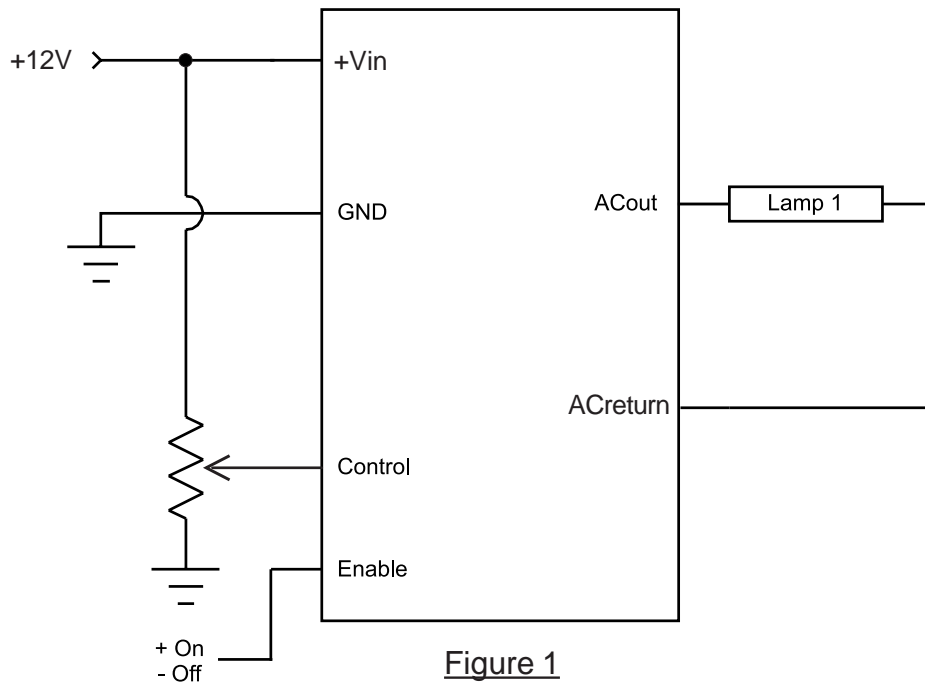 +12V
+Vin
GND
ACout
Lamp 1
ACreturn
Control
Enable
+ On
- Off
Figure 1